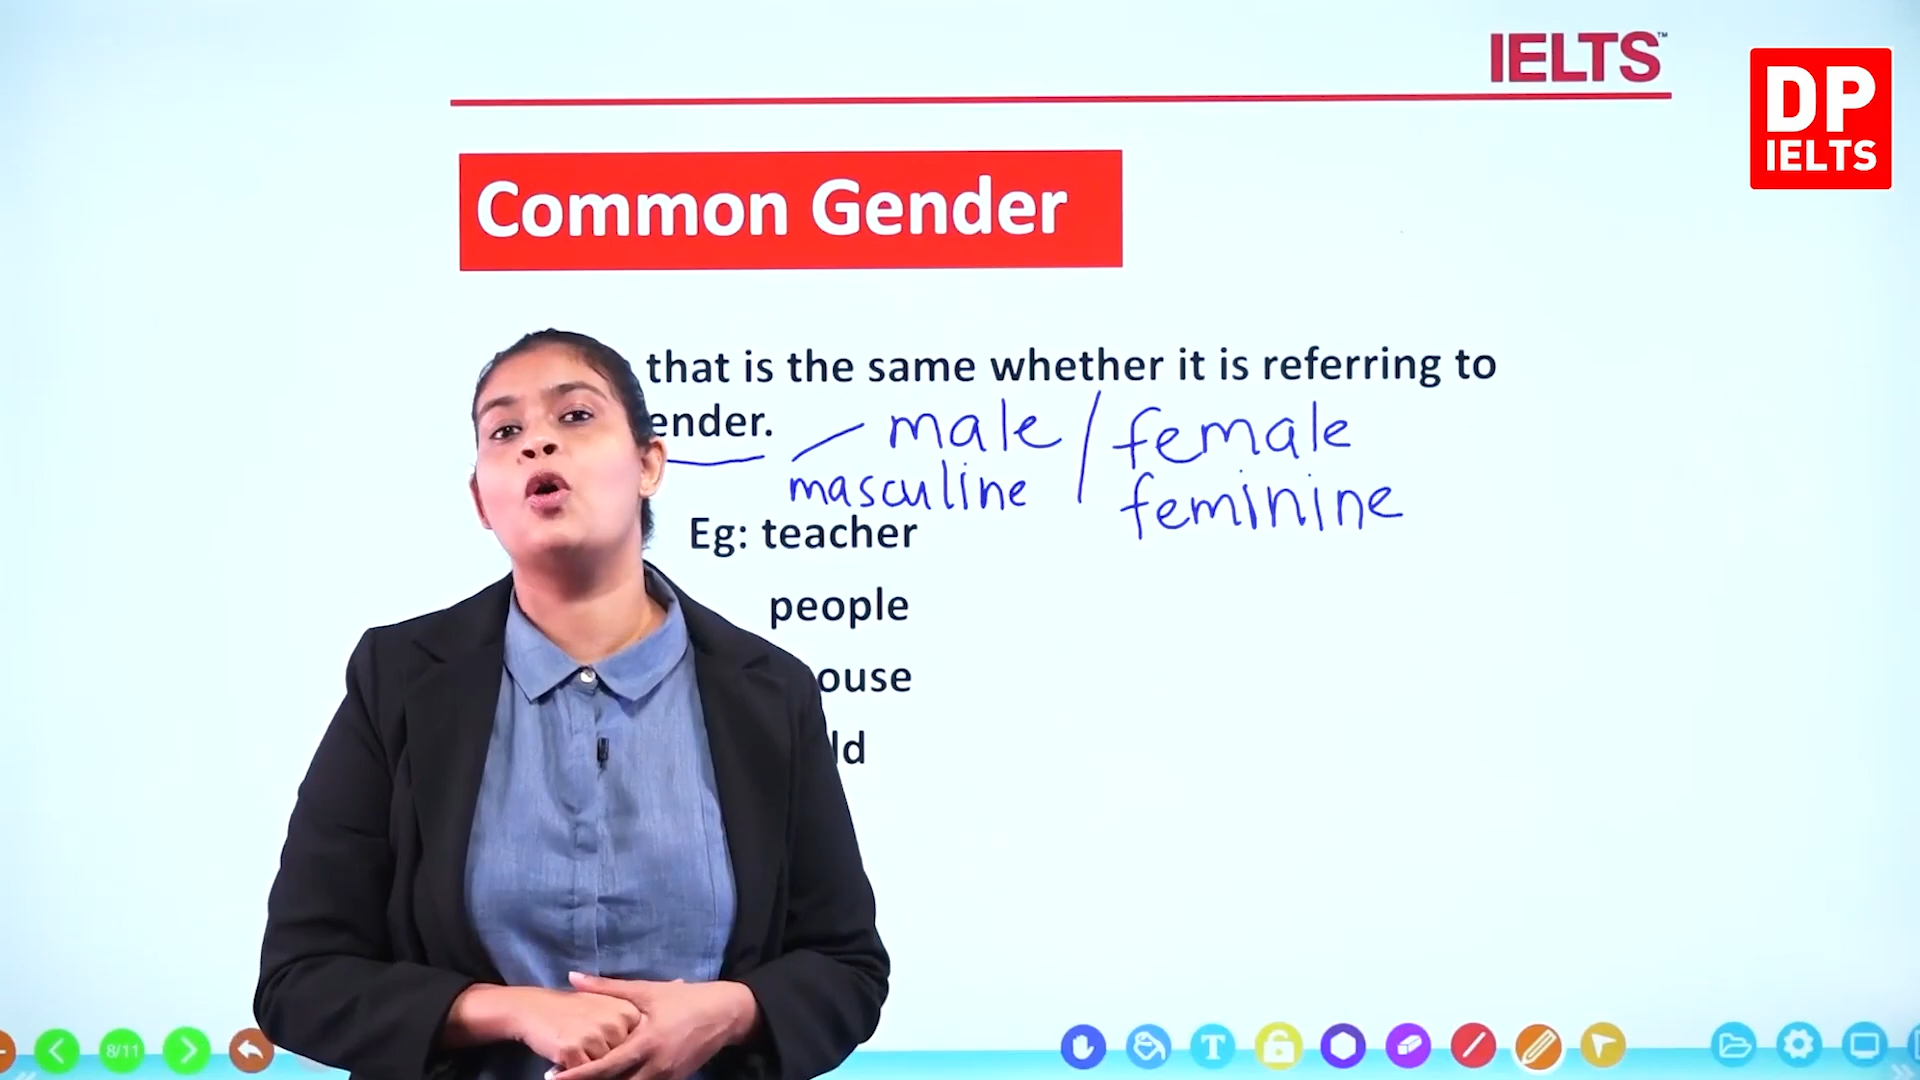 IELTS™
DP
IELTS
Common Gender
that is the same whether it is referring to
ender.
male / female
masculine feminine
Eg: teacher
people
ouse
ld
8/11
T